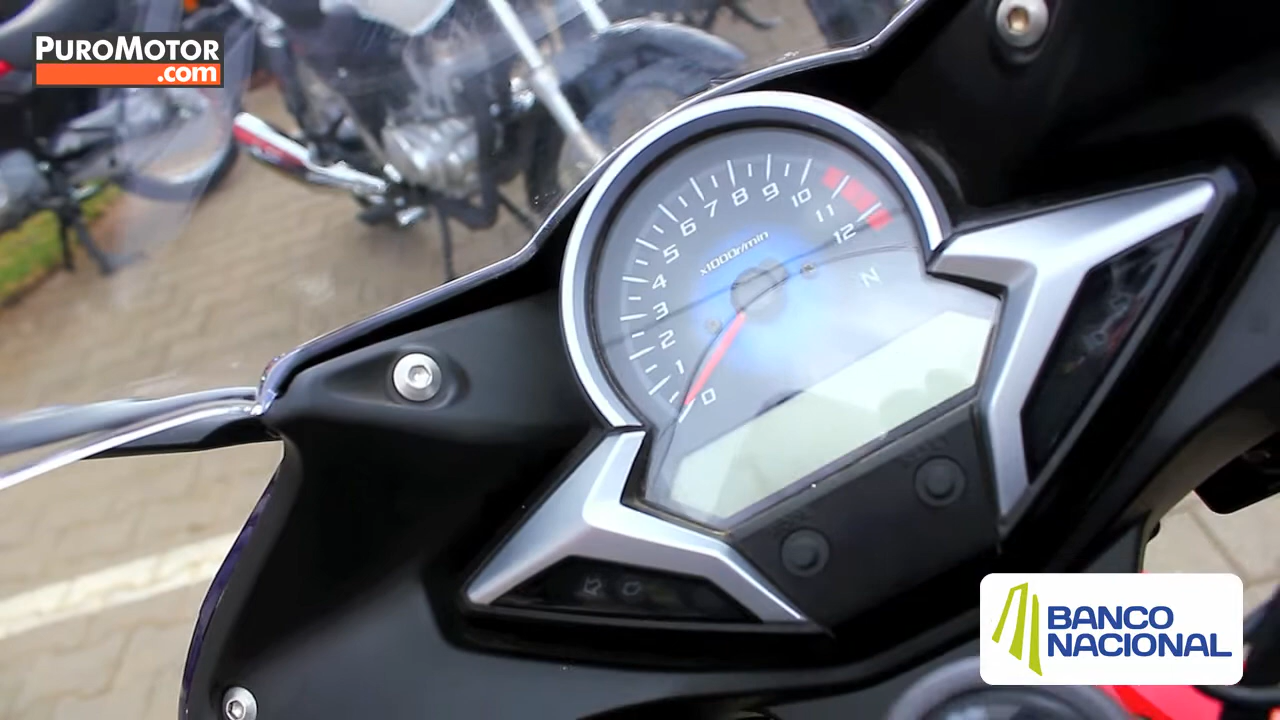 PUROMOTOR
.com
x1000r/min
0
1
2
3
4
5
6
7
8
9
10
11
12
N
BANCO
NACIONAL